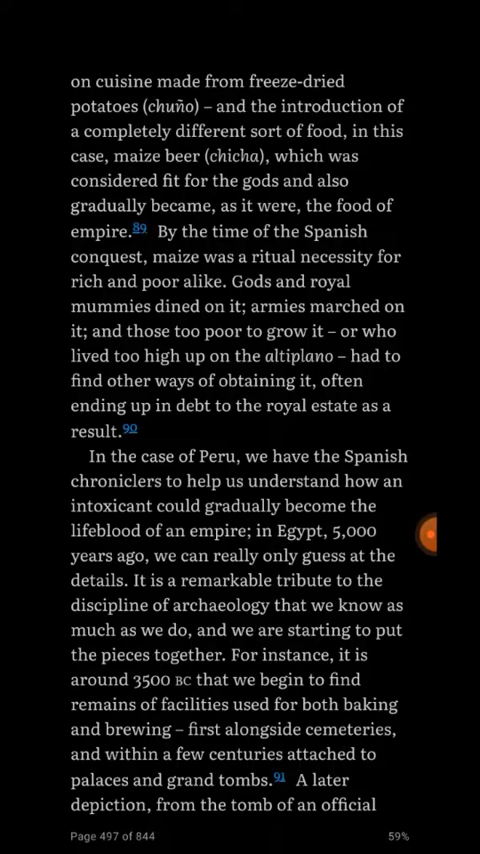 on cuisine made from freeze-dried
potatoes (chuño) – and the introduction of
a completely different sort of food, in this
case, maize beer (chicha), which was
considered fit for the gods and also
gradually became, as it were, the food of
empire.89 By the time of the Spanish
conquest, maize was a ritual necessity for
rich and poor alike. Gods and royal
mummies dined on it; armies marched on
it; and those too poor to grow it – or who
lived too high up on the altiplano – had to
find other ways of obtaining it, often
ending up in debt to the royal estate as a
result.90
In the case of Peru, we have the Spanish
chroniclers to help us understand how an
intoxicant could gradually become the
lifeblood of an empire; in Egypt, 5,000
years ago, we can really only guess at the
details. It is a remarkable tribute to the
discipline of archaeology that we know as
much as we do, and we are starting to put
the pieces together. For instance, it is
around 3500 BC that we begin to find
remains of facilities used for both baking
and brewing – first alongside cemeteries,
and within a few centuries attached to
palaces and grand tombs.91 A later
depiction, from the tomb of an official
Page 497 of 844 59%